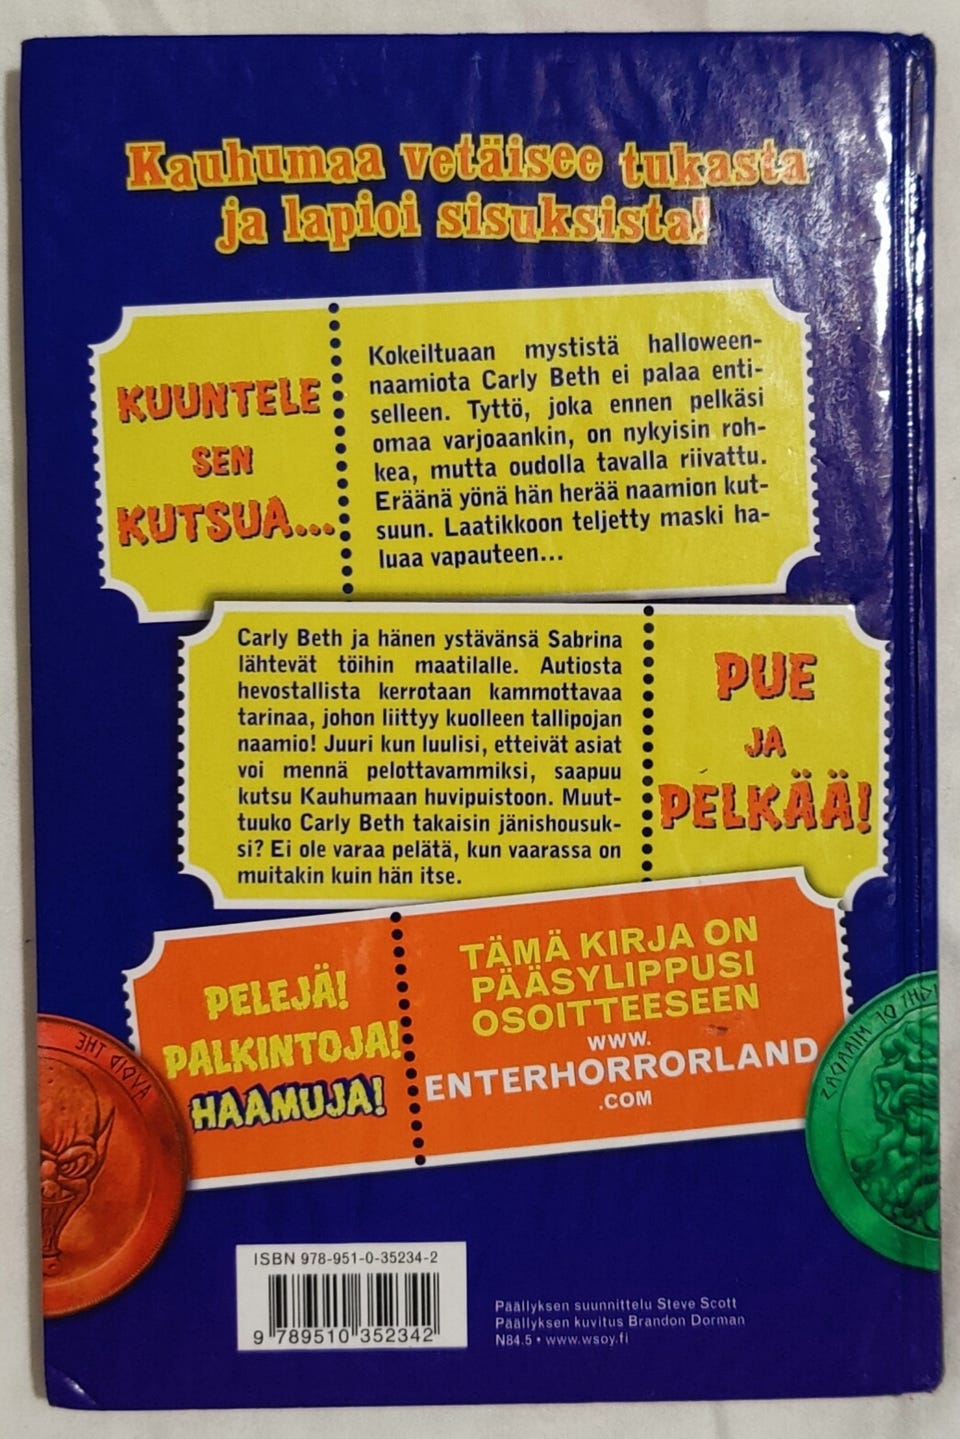 Kauhumaa vetäisee tukasta
ja lapioi sisuksista!
KUUNTELE
SEN
KUTSUA...
Kokeiltuaan mystistä halloween-
naamiota Carly Beth ei palaa enti-
selleen. Tyttö, joka ennen pelkäsi
omaa varjoaankin, on nykyisin roh-
kea, mutta oudolla tavalla riivattu.
Eräänä yönä hän herää naamion kut-
suun. Laatikkoon teljetty maski ha-
luaa vapauteen...
Carly Beth ja hänen ystävänsä Sabrina
lähtevät töihin maatilalle. Autiosta
hevostallista kerrotaan kammottavaa
tarinaa, johon liittyy kuolleen tallipojan
naamio! Juuri kun luulisi, etteivät asiat
voi mennä pelottavammiksi, saapuu
kutsu Kauhumaan huvipuistoon. Muut-
tuuko Carly Beth takaisin jänishousuk-
si? Ei ole varaa pelätä, kun vaarassa on
muitakin kuin hän itse.
PUE
JA
PELKÄÄ!
PELEJÄ!
PALKINTOJA!
HAAMUJA!
TÄMÄ KIRJA ON
PÄÄSYLIPPUSI
OSOITTEESEEN
WWW.
ENTERHORRORLAND
.COM
ISBN 978-951-0-35234-2
9 789510 352342
Päällyksen suunnittelu Steve Scott
Päällyksen kuvitus Brandon Dorman
N84.5 • www.wsoy.fi